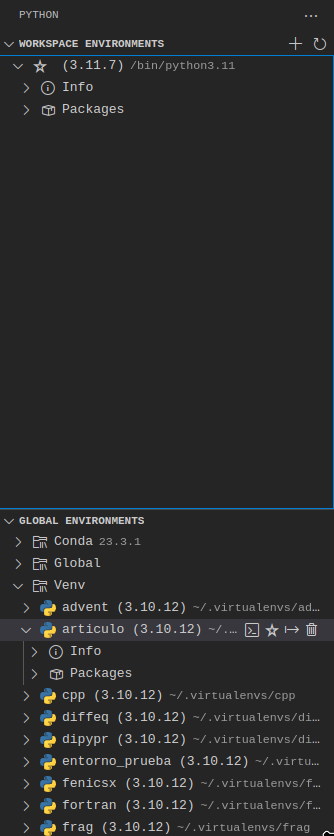 PYTHON
WORKSPACE ENVIRONMENTS
(3.11.7) /bin/python3.11
Info
Packages
GLOBAL ENVIRONMENTS
Conda 23.3.1
Global
Venv
advent (3.10.12) ~/.virtualenvs/ad...
articulo (3.10.12) ~/....
Info
Packages
cpp (3.10.12) ~/.virtualenvs/cpp
diffeq (3.10.12) ~/.virtualenvs/di...
dipypr (3.10.12) ~/.virtualenvs/di...
entorno_prueba (3.10.12) ~/.virtu...
fenicsx (3.10.12) ~/.virtualenvs/f...
fortran (3.10.12) ~/.virtualenvs/f...
frag (3.10.12) ~/.virtualenvs/frag